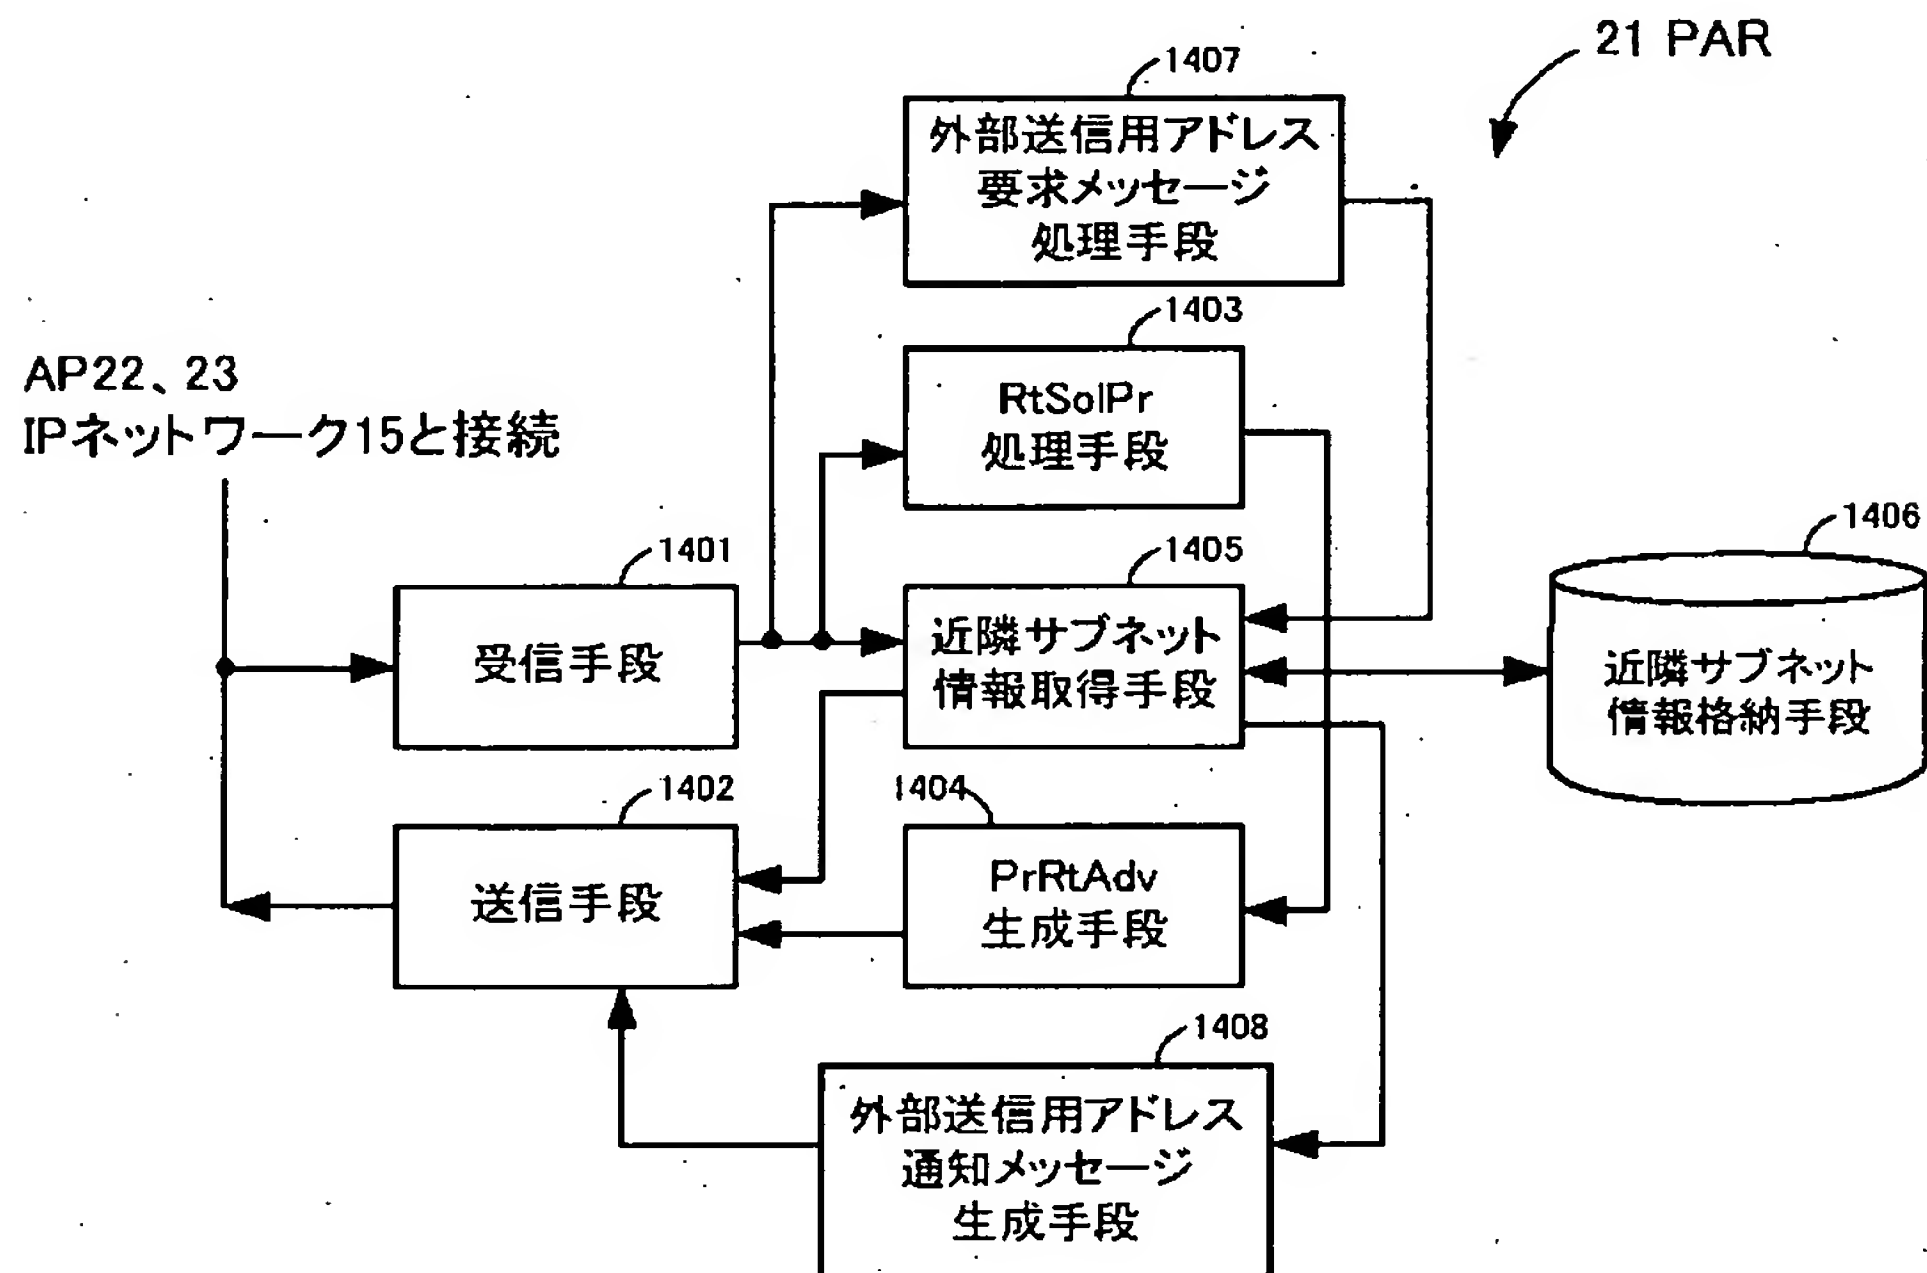 21 PAR
1407
外部送信用アドレス
要求メッセージ
処理手段
1403
RtSolPr
処理手段
AP22、23
IPネットワーク15と接続
1401
受信手段
1405
近隣サブネット
情報取得手段
1406
近隣サブネット
情報格納手段
1402
送信手段
1404
PrRtAdv
生成手段
1408
外部送信用アドレス
通知メッセージ
生成手段